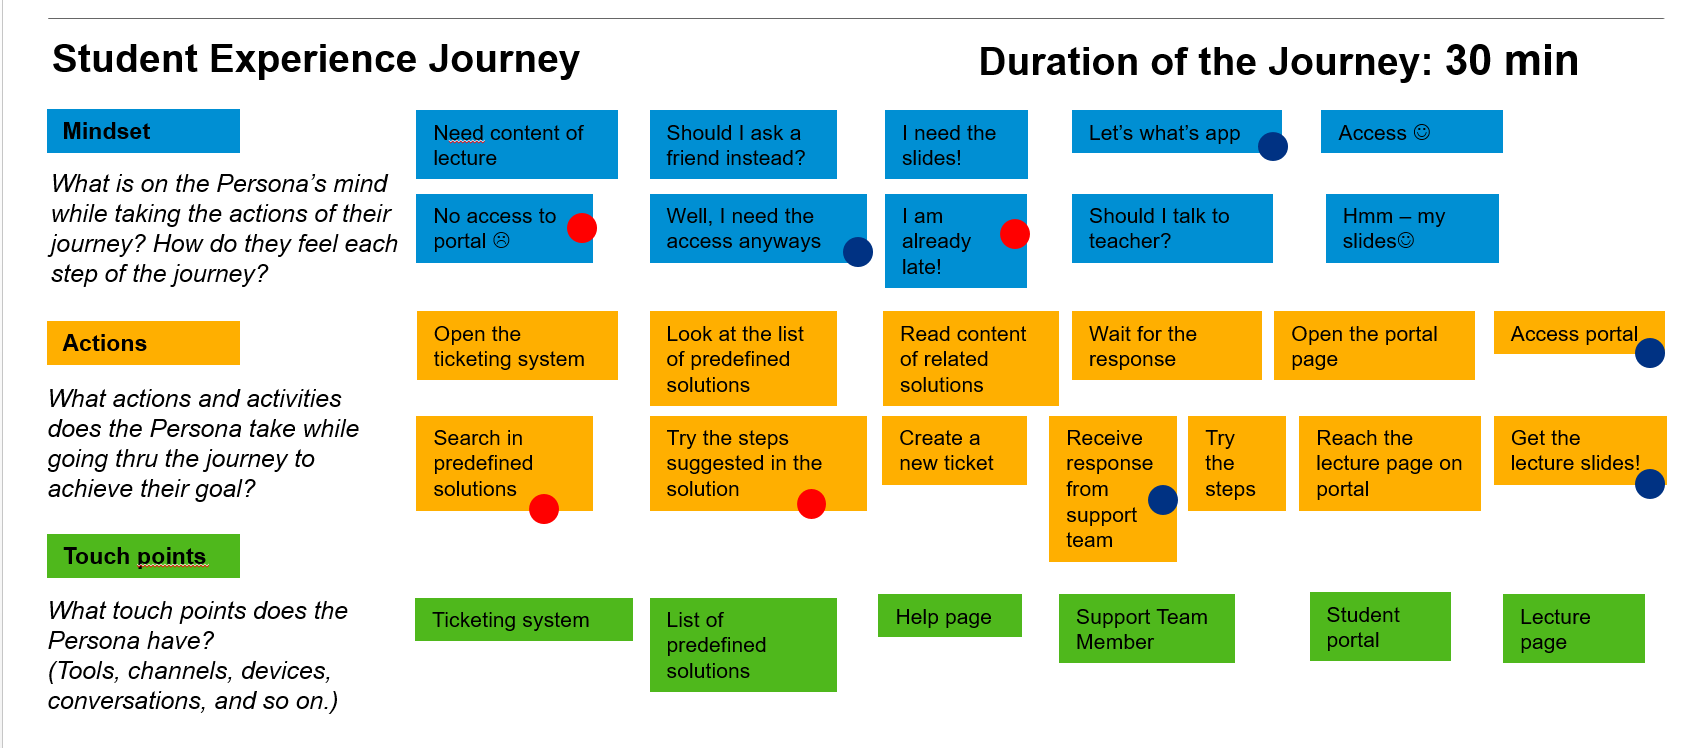 Student Experience Journey
Duration of the Journey: 30 min
Mindset
What is on the Persona's mind
while taking the actions of their
journey? How do they feel each
step of the journey?
Need content of
lecture
Should I ask a
friend instead?
I need the
slides!
Let's what's app
Access ☺
No access to
portal ☹
Well, I need the
access anyways
I am
already
late!
Should I talk to
teacher?
Hmm – my
slides☺
Actions
What actions and activities
does the Persona take while
going thru the journey to
achieve their goal?
Open the
ticketing system
Look at the list
of predefined
solutions
Read content
of related
solutions
Wait for the
response
Open the portal
page
Access portal
Search in
predefined
solutions
Try the steps
suggested in the
solution
Create a
new ticket
Receive
response
from
support
team
Try
the
steps
Reach the
lecture page on
portal
Get the
lecture slides!
Touch points
What touch points does the
Persona have?
(Tools, channels, devices,
conversations, and so on.)
Ticketing system
List of
predefined
solutions
Help page
Support Team
Member
Student
portal
Lecture
page